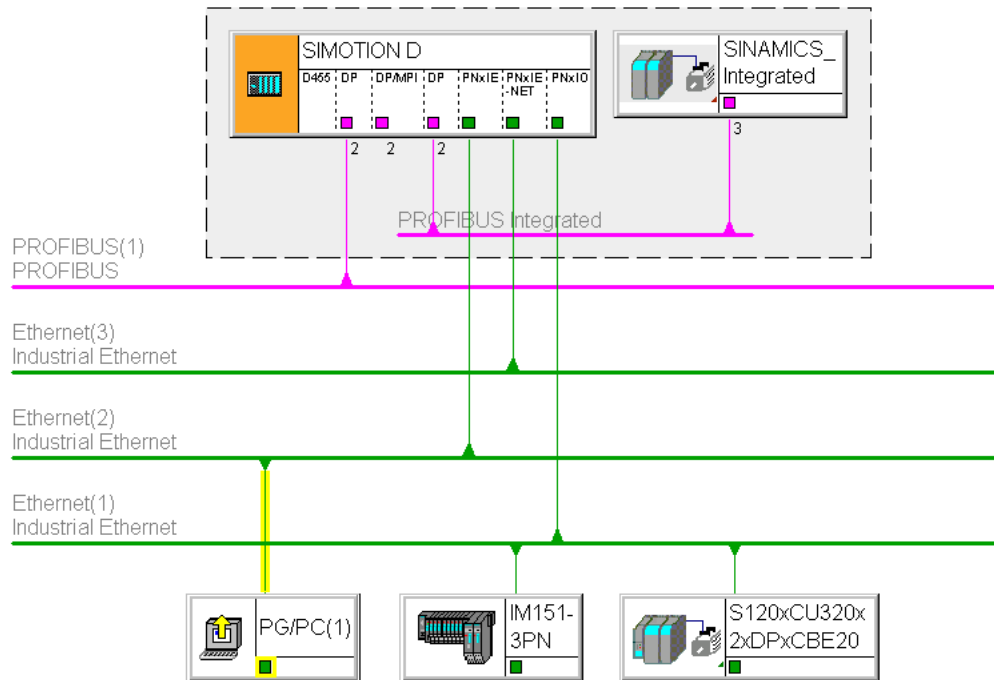 SIMOTION D
D455 DP DP/MPI DP PNxIE PNxIE PNxIO
-NET
SINAMICS_
Integrated
2 2 2
3
PROFIBUS Integrated
PROFIBUS(1)
PROFIBUS
Ethernet(3)
Industrial Ethernet
Ethernet(2)
Industrial Ethernet
Ethernet(1)
Industrial Ethernet
PG/PC(1)
IM151-
3PN
S120xCU320x
2xDPxCBE20